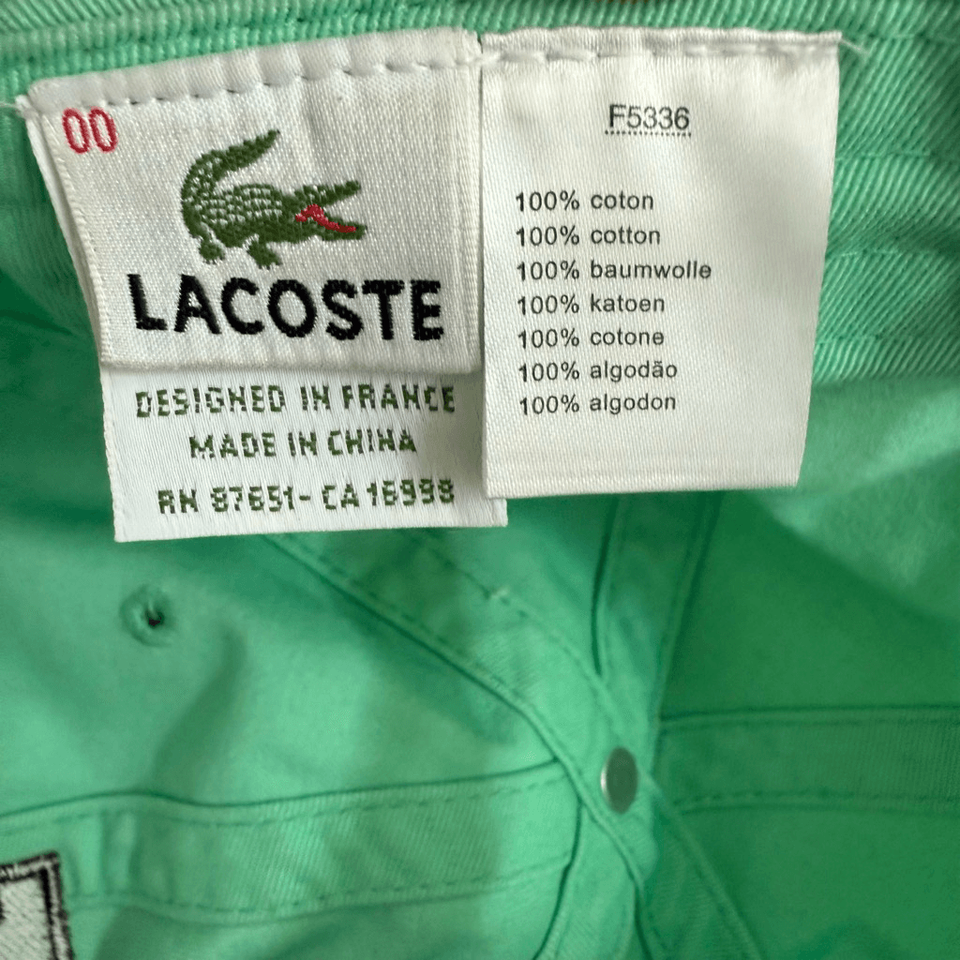 00
LACOSTE
DESIGNED IN FRANCE
MADE IN CHINA
RN 87651- CA 16998
F5336
100% coton
100% cotton
100% baumwolle
100% katoen
100% cotone
100% algodão
100% algodon